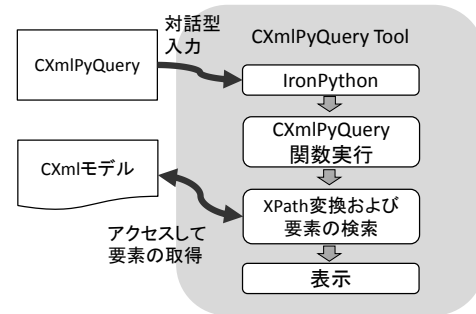 対話型
入力
CXmlPyQuery Tool
CXmlPyQuery
IronPython
CXmlPyQuery
関数実行
CXmlモデル
XPath変換および
要素の検索
アクセスして
要素の取得
表示